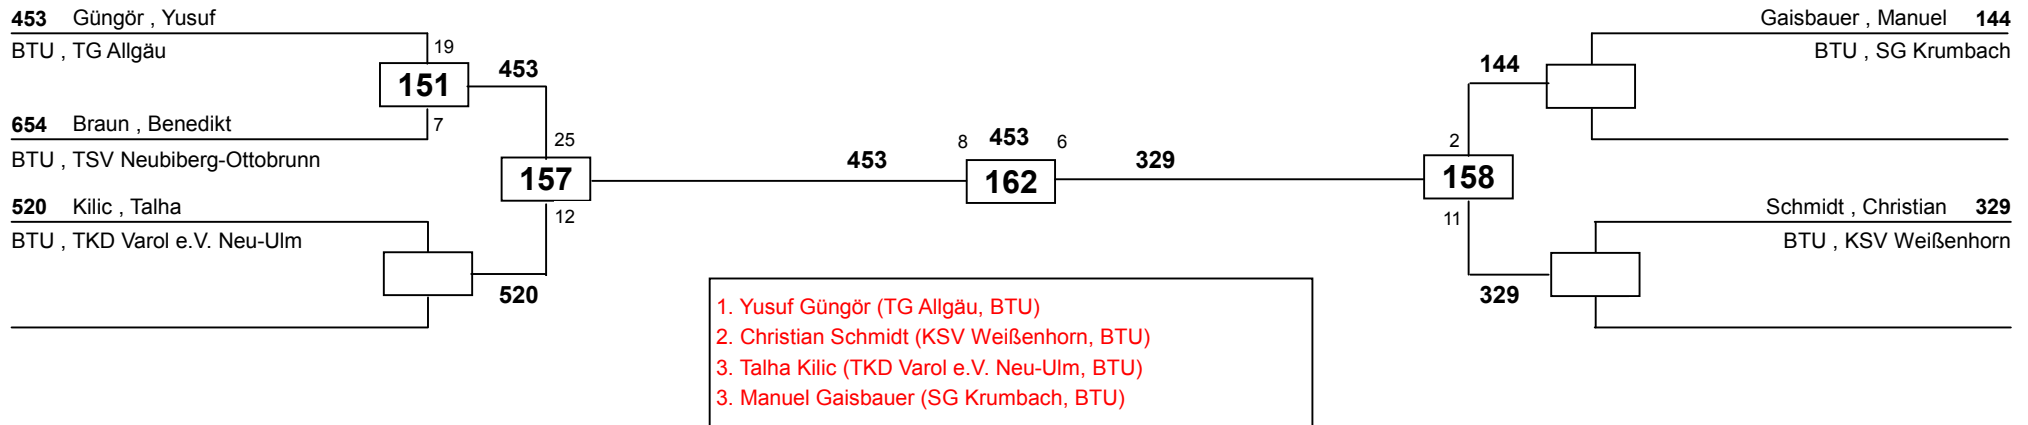 453 Güngör , Yusuf
BTU , TG Allgäu
19
151
453
7
654 Braun , Benedikt
BTU , TSV Neubiberg-Ottobrunn
25
157
12
520 Kilic , Talha
BTU , TKD Varol e.V. Neu-Ulm
520
453
8 453 6
162
329
Gaisbauer , Manuel 144
BTU , SG Krumbach
144
2
158
11
Schmidt , Christian 329
BTU , KSV Weißenhorn
329
1. Yusuf Güngör (TG Allgäu, BTU)
2. Christian Schmidt (KSV Weißenhorn, BTU)
3. Talha Kilic (TKD Varol e.V. Neu-Ulm, BTU)
3. Manuel Gaisbauer (SG Krumbach, BTU)